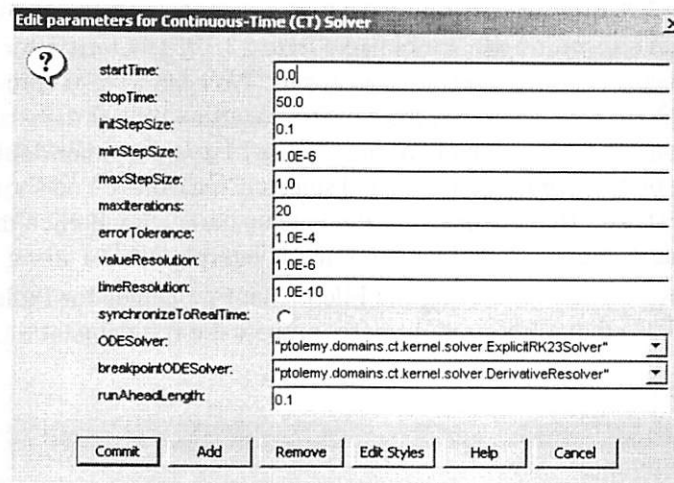 Edit parameters for Continuous-Time (CT) Solver
startTime: 0.0
stopTime: 50.0
initStepSize: 0.1
minStepSize: 1.0E-6
maxStepSize: 1.0
maxIterations: 20
errorTolerance: 1.0E-4
valueResolution: 1.0E-6
timeResolution: 1.0E-10
synchronizeToRealTime:
ODESolver: "ptolemy.domains.ct.kernel.solver.ExplicitRK23Solver"
breakpointODESolver: "ptolemy.domains.ct.kernel.solver.DerivativeResolver"
runAheadLength: 0.1
Commit Add Remove Edit Styles Help Cancel